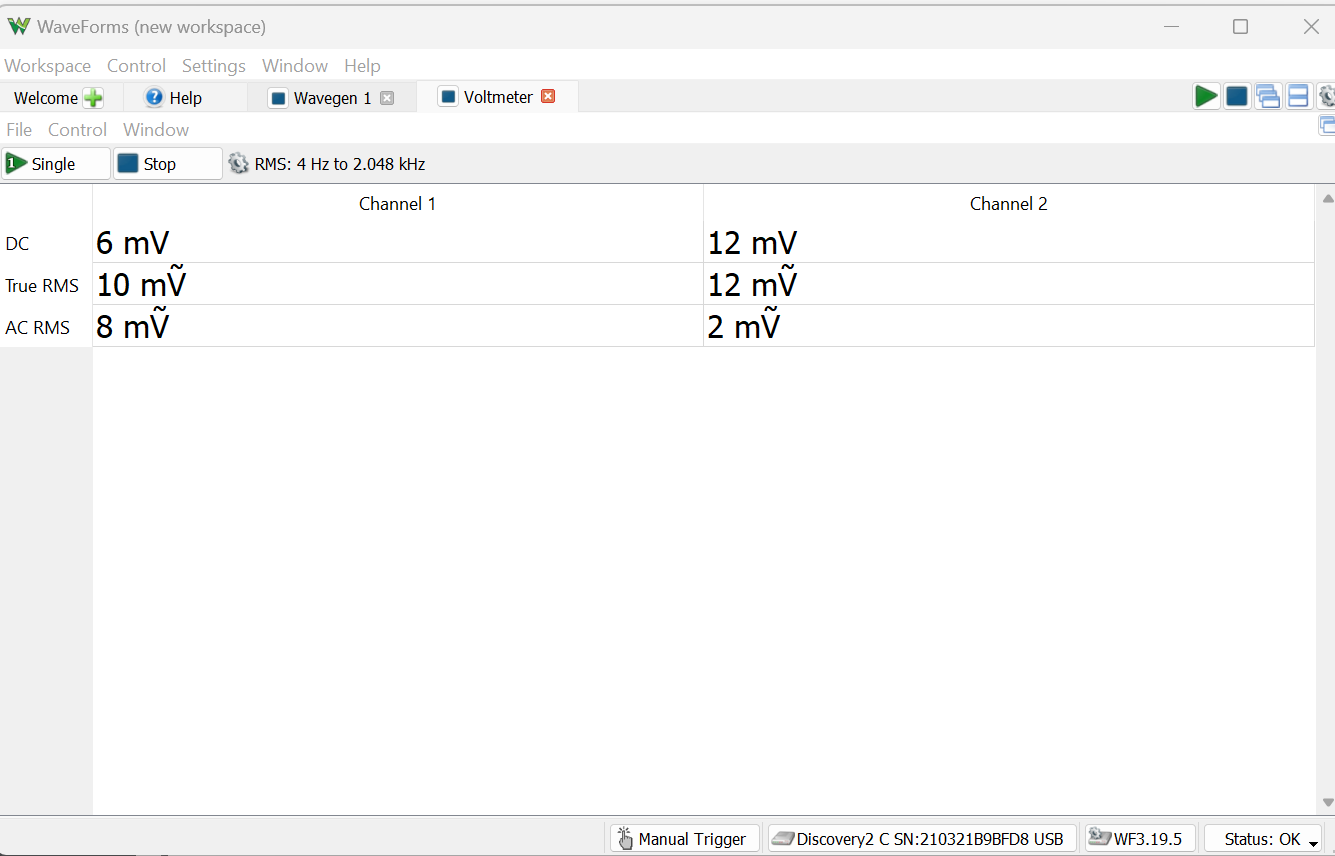 WaveForms (new workspace)
Workspace Control Settings Window Help
Welcome Help Wavegen 1 Voltmeter
File Control Window
1 Single Stop RMS: 4 Hz to 2.048 kHz
Channel 1 Channel 2
DC 6 mV 12 mV
True RMS 10 mṼ 12 mṼ
AC RMS 8 mṼ 2 mṼ
Manual Trigger Discovery2 C SN:210321B9BFD8 USB WF3.19.5 Status: OK